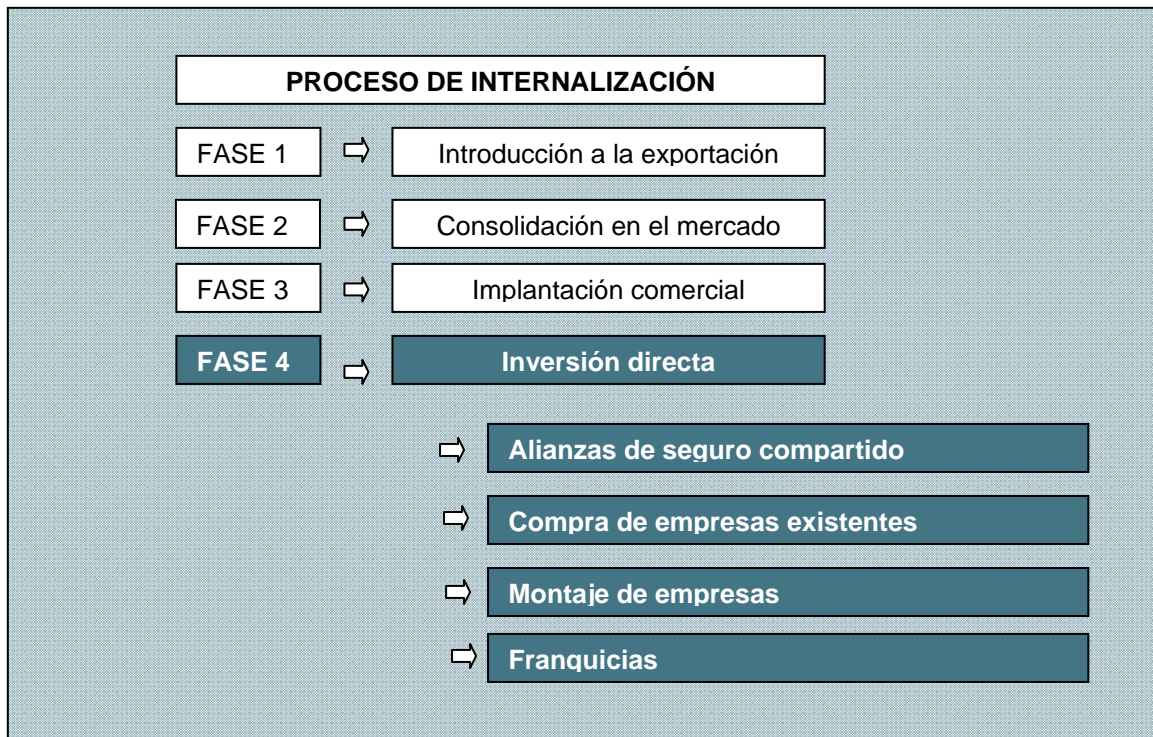 PROCESO DE INTERNALIZACIÓN
FASE 1
Introducción a la exportación
FASE 2
Consolidación en el mercado
FASE 3
Implantación comercial
FASE 4
Inversión directa
Alianzas de seguro compartido
Compra de empresas existentes
Montaje de empresas
Franquicias